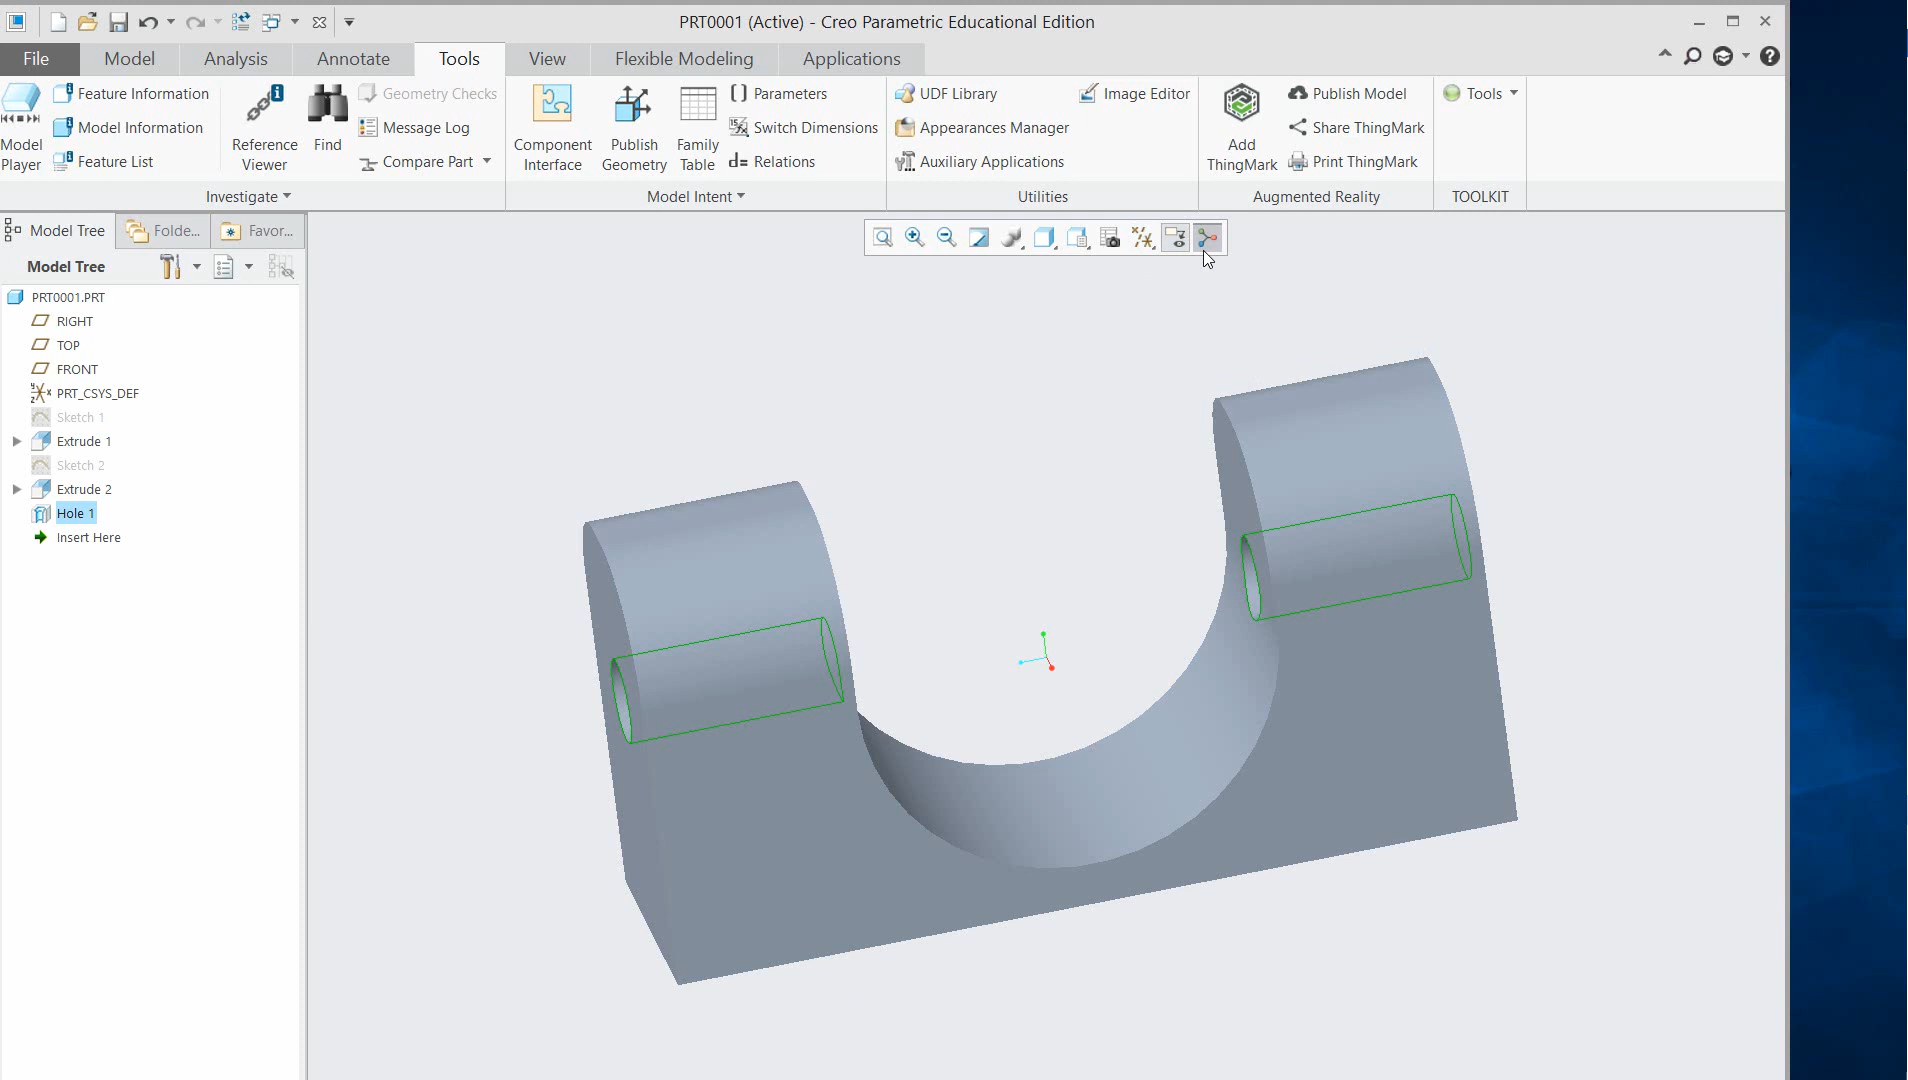 PRT0001 (Active) - Creo Parametric Educational Edition
File Model Analysis Annotate Tools View Flexible Modeling Applications
Model Player
Feature Information
Model Information
Feature List
Reference Viewer
Find
Geometry Checks
Message Log
Compare Part
Investigate
Component Interface
Publish Geometry
Family Table
Parameters
Switch Dimensions
d= Relations
Model Intent
UDF Library
Appearances Manager
Auxiliary Applications
Image Editor
Utilities
Add ThingMark
Publish Model
Share ThingMark
Print ThingMark
Augmented Reality
Tools
TOOLKIT
Model Tree Folde... Favor...
Model Tree
PRT0001.PRT
RIGHT
TOP
FRONT
PRT_CSYS_DEF
Sketch 1
Extrude 1
Sketch 2
Extrude 2
Hole 1
Insert Here